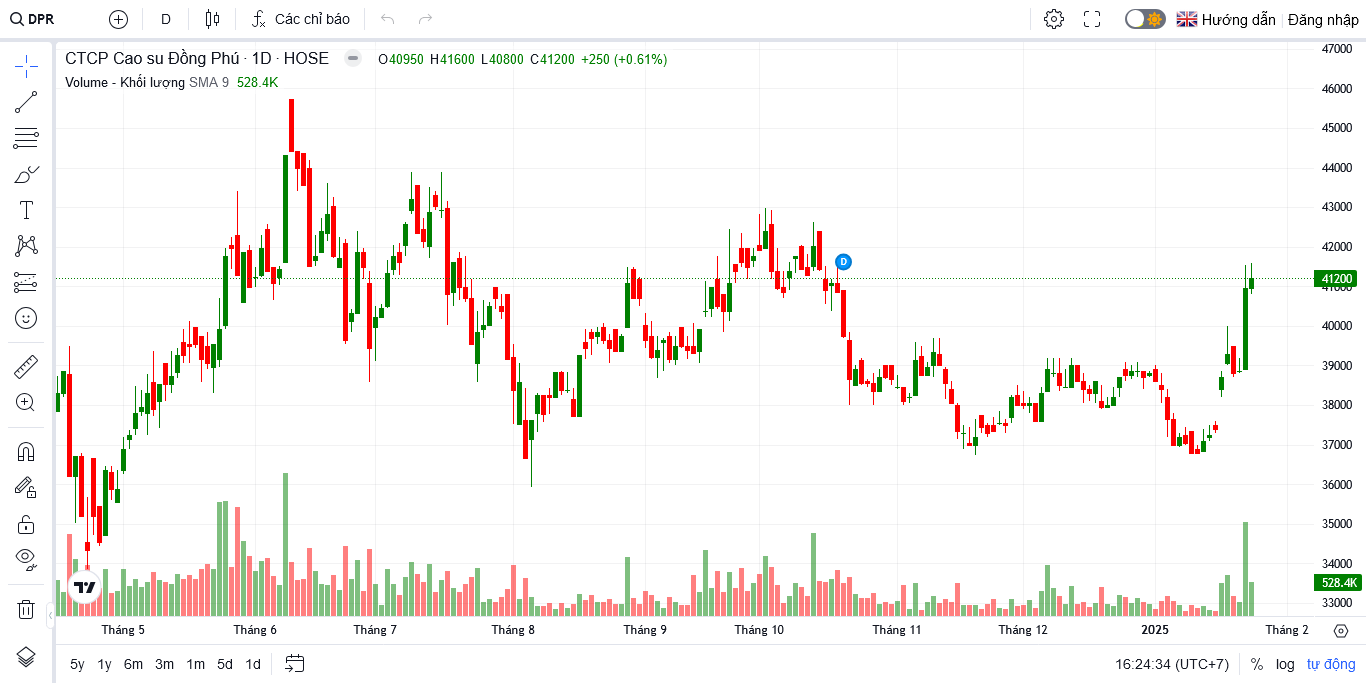 DPR D Các chỉ báo Hướng dẫn Đăng nhập
CTCP Cao su Đồng Phú · 1D · HOSE O40950 H41600 L40800 C41200 +250 (+0.61%)
Volume - Khối lượng SMA 9 528.4K
47000
46000
45000
44000
43000
42000
41200
41000
40000
39000
38000
37000
36000
35000
34000
528.4K
33000
D
Tháng 5 Tháng 6 Tháng 7 Tháng 8 Tháng 9 Tháng 10 Tháng 11 Tháng 12 2025 Tháng 2
5y 1y 6m 3m 1m 5d 1d 16:24:34 (UTC+7) % log tự động